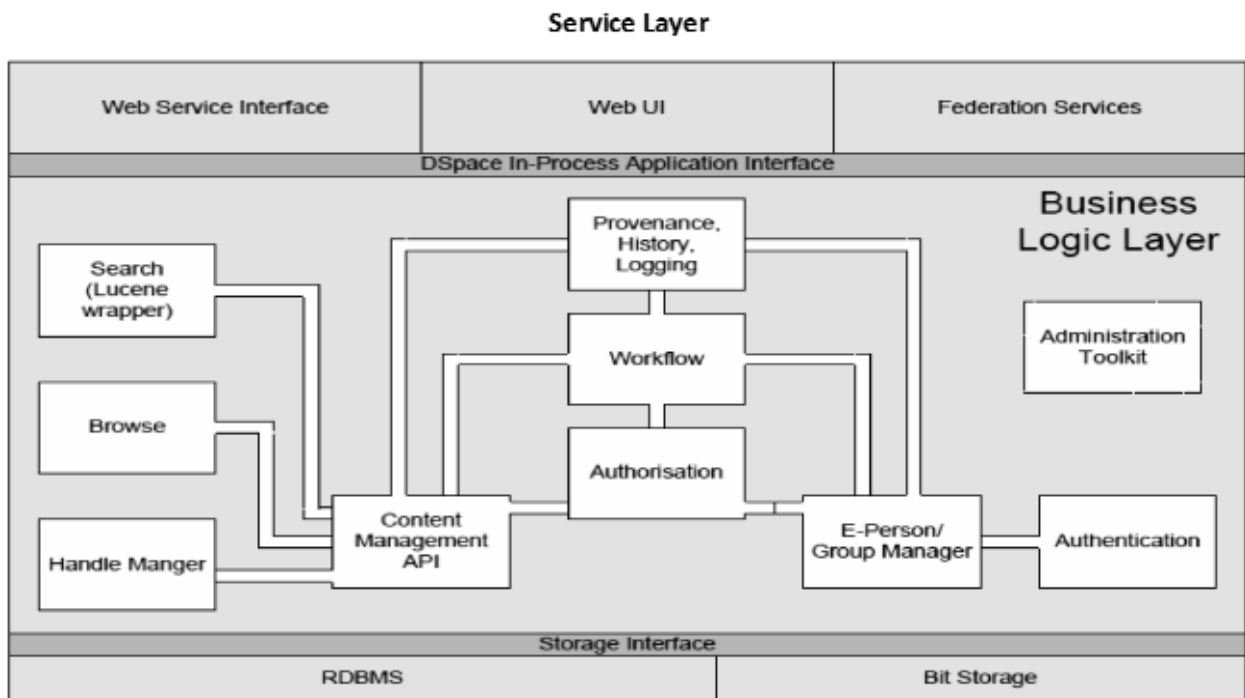 Service Layer
Web Service Interface
Web UI
Federation Services
DSpace In-Process Application Interface
Business
Logic Layer
Provenance,
History,
Logging
Search
(Lucene
wrapper)
Workflow
Administration
Toolkit
Browse
Authorisation
Content
Management
API
E-Person/
Group Manager
Authentication
Handle Manger
Storage Interface
RDBMS
Bit Storage